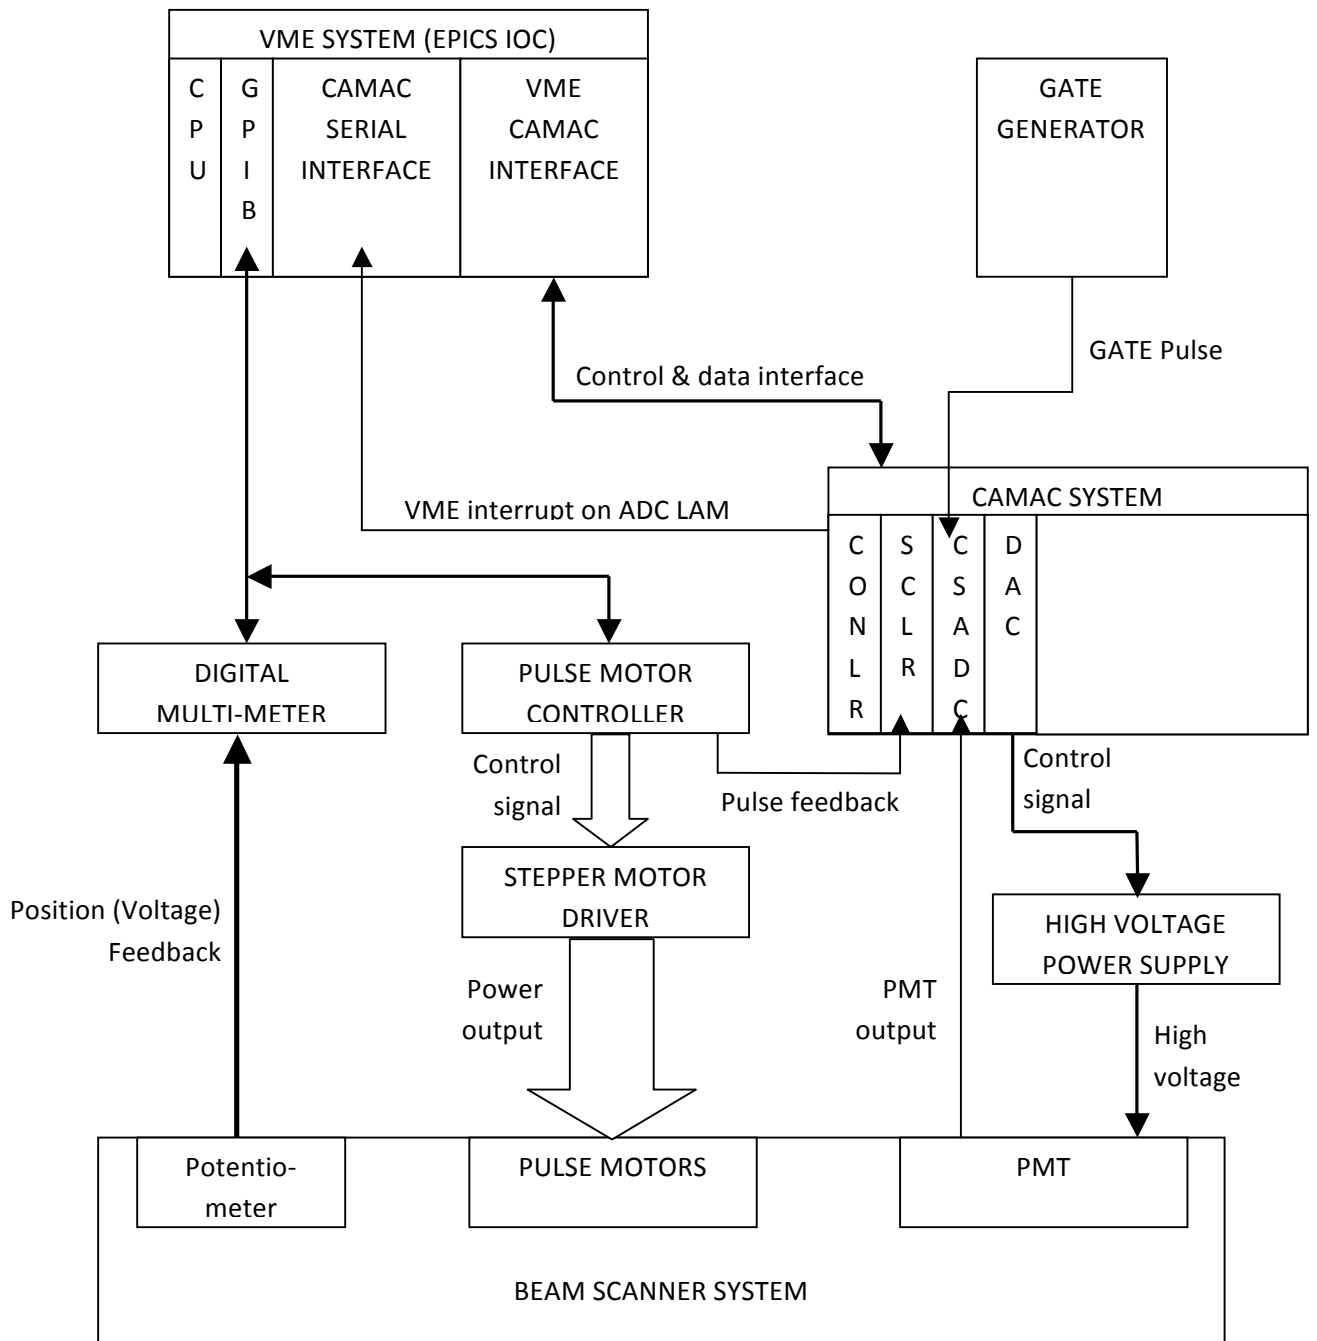 VME SYSTEM (EPICS IOC)
C
P
U
G
P
I
B
CAMAC
SERIAL
INTERFACE
VME
CAMAC
INTERFACE
GATE
GENERATOR
GATE Pulse
Control & data interface
VME interrupt on ADC LAM
CAMAC SYSTEM
C
O
N
L
R
S
C
L
R
C
S
A
D
C
D
A
C
DIGITAL
MULTI-METER
PULSE MOTOR
CONTROLLER
Control
signal
Pulse feedback
Control
signal
STEPPER MOTOR
DRIVER
Position (Voltage)
Feedback
HIGH VOLTAGE
POWER SUPPLY
Power
output
PMT
output
High
voltage
Potentio-
meter
PULSE MOTORS
PMT
BEAM SCANNER SYSTEM